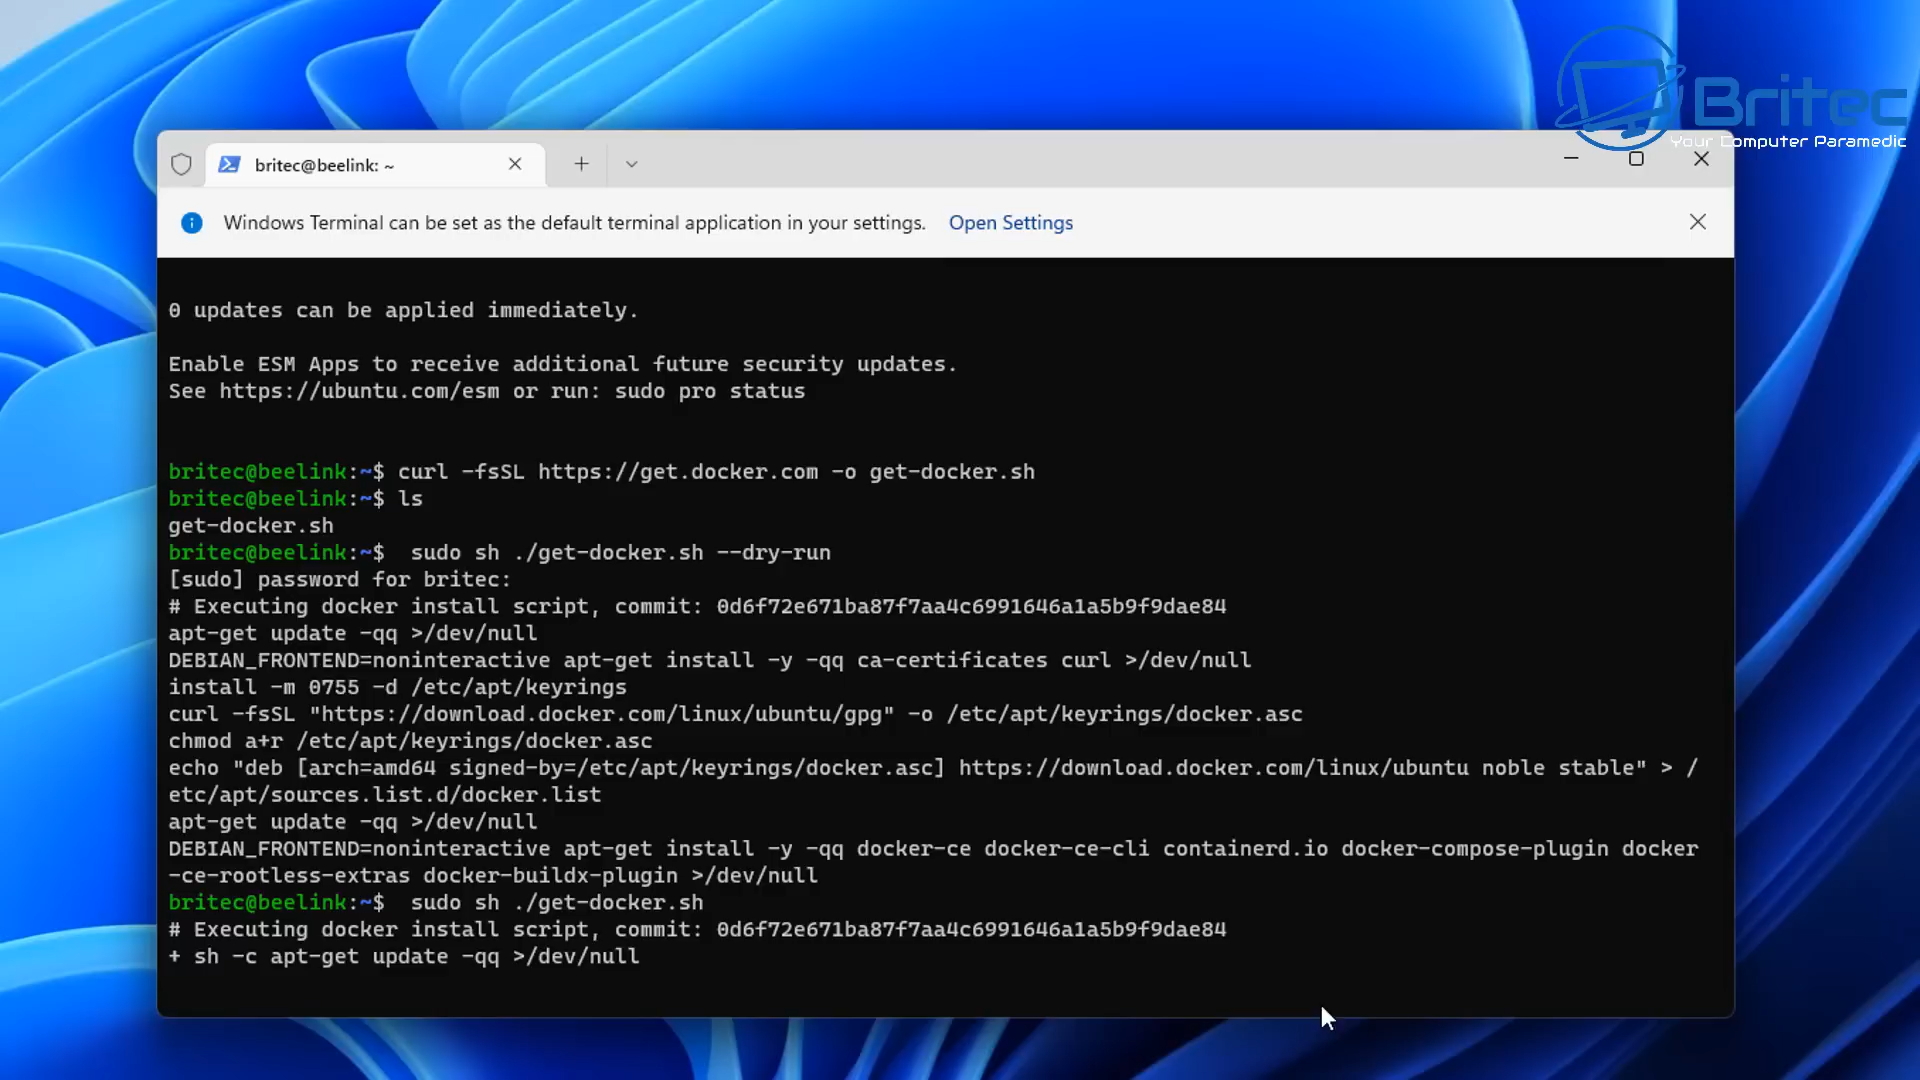 Britec
Your Computer Paramedic
britec@beelink: ~
Windows Terminal can be set as the default terminal application in your settings. Open Settings
0 updates can be applied immediately.
Enable ESM Apps to receive additional future security updates.
See https://ubuntu.com/esm or run: sudo pro status
britec@beelink:~$ curl -fsSL https://get.docker.com -o get-docker.sh
britec@beelink:~$ ls
get-docker.sh
britec@beelink:~$  sudo sh ./get-docker.sh --dry-run
[sudo] password for britec:
# Executing docker install script, commit: 0d6f72e671ba87f7aa4c6991646a1a5b9f9dae84
apt-get update -qq >/dev/null
DEBIAN_FRONTEND=noninteractive apt-get install -y -qq ca-certificates curl >/dev/null
install -m 0755 -d /etc/apt/keyrings
curl -fsSL "https://download.docker.com/linux/ubuntu/gpg" -o /etc/apt/keyrings/docker.asc
chmod a+r /etc/apt/keyrings/docker.asc
echo "deb [arch=amd64 signed-by=/etc/apt/keyrings/docker.asc] https://download.docker.com/linux/ubuntu noble stable" > /
etc/apt/sources.list.d/docker.list
apt-get update -qq >/dev/null
DEBIAN_FRONTEND=noninteractive apt-get install -y -qq docker-ce docker-ce-cli containerd.io docker-compose-plugin docker
-ce-rootless-extras docker-buildx-plugin >/dev/null
britec@beelink:~$  sudo sh ./get-docker.sh
# Executing docker install script, commit: 0d6f72e671ba87f7aa4c6991646a1a5b9f9dae84
+ sh -c apt-get update -qq >/dev/null